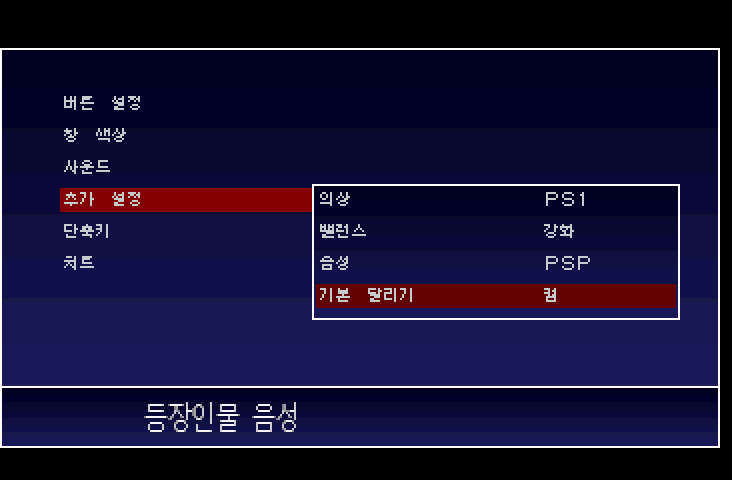 버튼 설정
창 색상
사운드
추가 설정
의상 PS1
단축키
밸런스 강화
치트
음성 PSP
기본 달리기 켬
등장인물 음성